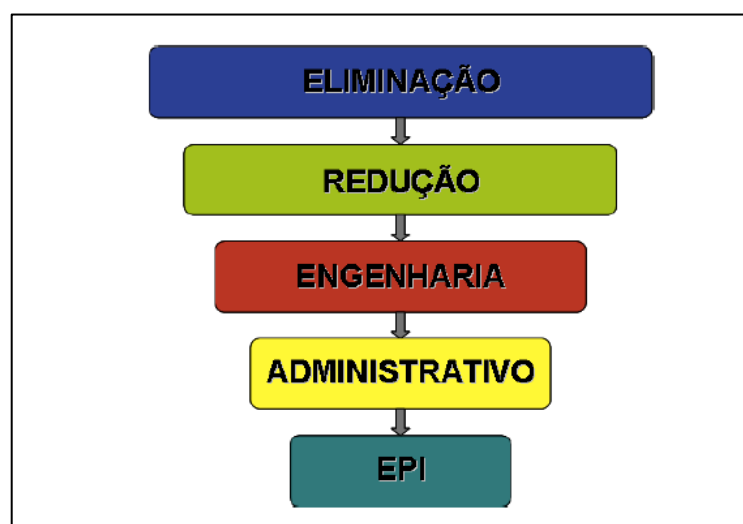 ELIMINAÇÃO
REDUÇÃO
ENGENHARIA
ADMINISTRATIVO
EPI